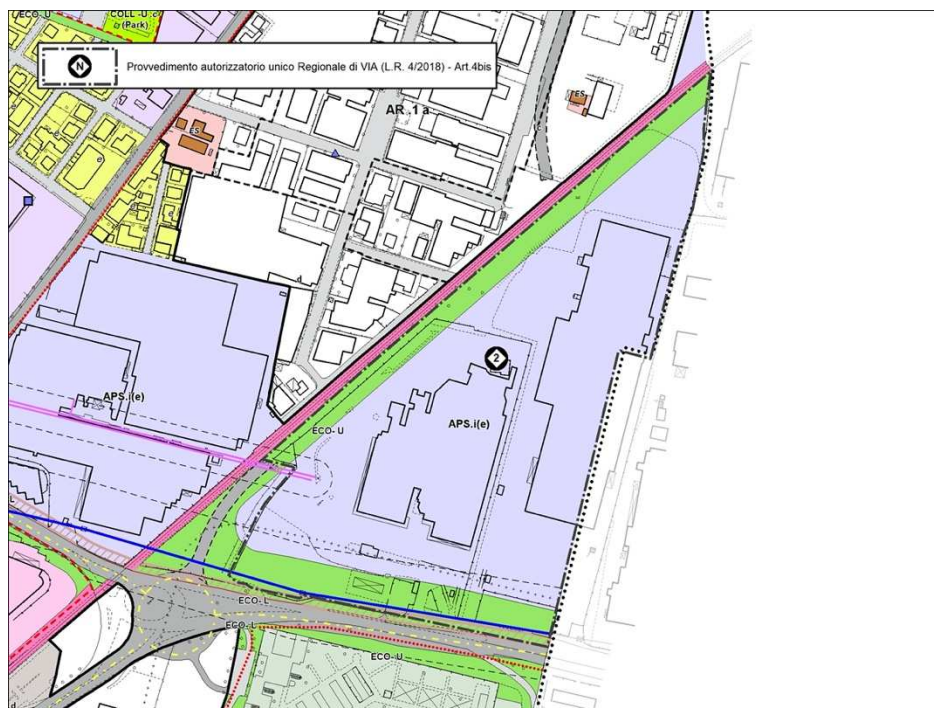 ECO- U
COLL -U c
(Park)
N
Provvedimento autorizzatorio unico Regionale di VIA (L.R. 4/2018) - Art.4bis
ES
AR .1 a
ES
e
e
2
APS.i(e)
APS.i(e)
ECO- U
ECO- L
ECO- L
ECO- U
d